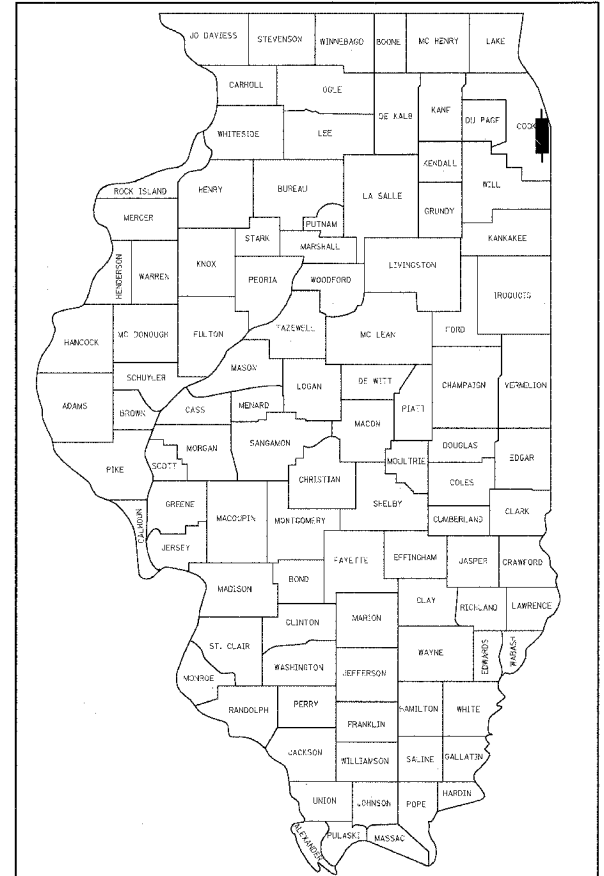 JO DAVIESS STEVENSON WINNEBAGO BOONE MC HENRY LAKE
CARROLL OGLE DE KALB KANE DU PAGE COOK
WHITESIDE LEE
KENDALL
ROCK ISLAND HENRY BUREAU LA SALLE GRUNDY WILL
MERCER PUTNAM
STARK MARSHALL KANKAKEE
HENDERSON WARREN KNOX PEORIA WOODFORD LIVINGSTON IROQUOIS
HANCOCK MC DONOUGH FULTON TAZEWELL MC LEAN FORD
SCHUYLER MASON LOGAN DE WITT CHAMPAIGN VERMELION
ADAMS BROWN CASS MENARD MACON PIATT
MORGAN SANGAMON DOUGLAS EDGAR
PIKE SCOTT CHRISTIAN MOULTRIE COLES
GREENE MACOUPIN MONTGOMERY SHELBY CUMBERLAND CLARK
CALHOUN
JERSEY FAYETTE EFFINGHAM JASPER CRAWFORD
MADISON BOND
CLAY RICHLAND LAWRENCE
CLINTON MARION
ST. CLAIR WAYNE EDWARDS WABASH
WASHINGTON JEFFERSON
MONROE
RANDOLPH PERRY HAMILTON WHITE
FRANKLIN
JACKSON WILLIAMSON SALINE GALLATIN
UNION JOHNSON POPE HARDIN
ALEXANDER PULASKI MASSAC